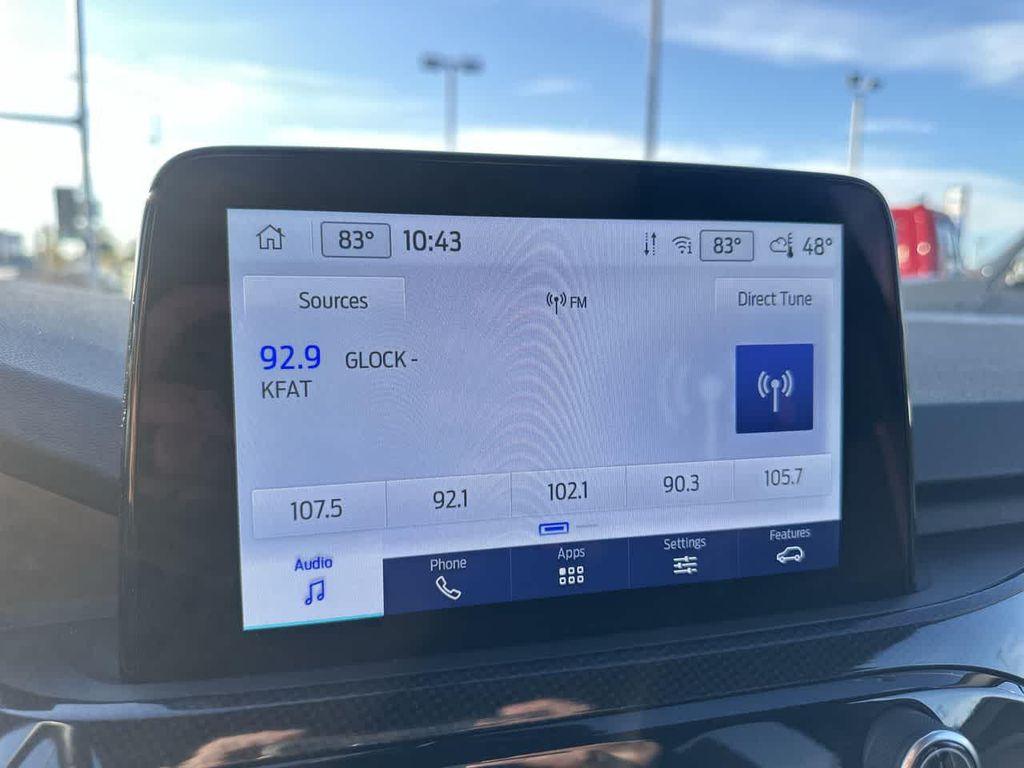 83° 10:43 83° 48°
Sources FM Direct Tune
92.9 GLOCK -
KFAT
107.5 92.1 102.1 90.3 105.7
Audio Phone Apps Settings Features